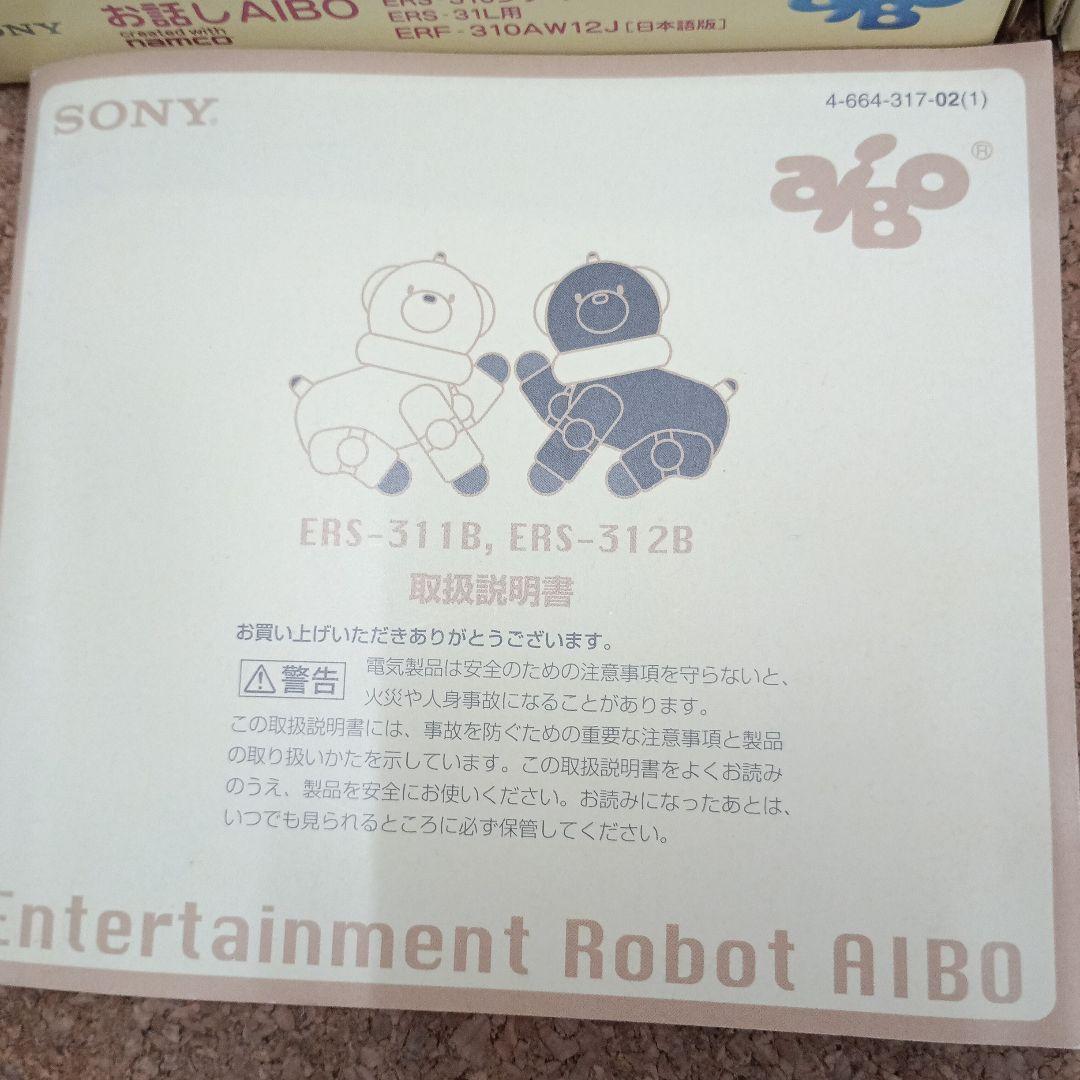 SONY
お話しAIBO
created with
namco
ERS-31L用
ERF-310AW12J[日本語版]
SONY
4-664-317-02(1)
aiBo®
ERS-311B, ERS-312B
取扱説明書
お買い上げいただきありがとうございます。
警告
電気製品は安全のための注意事項を守らないと、
火災や人身事故になることがあります。
この取扱説明書には、事故を防ぐための重要な注意事項と製品
の取り扱いかたを示しています。この取扱説明書をよくお読み
のうえ、製品を安全にお使いください。お読みになったあとは、
いつでも見られるところに必ず保管してください。
Entertainment Robot AIBO